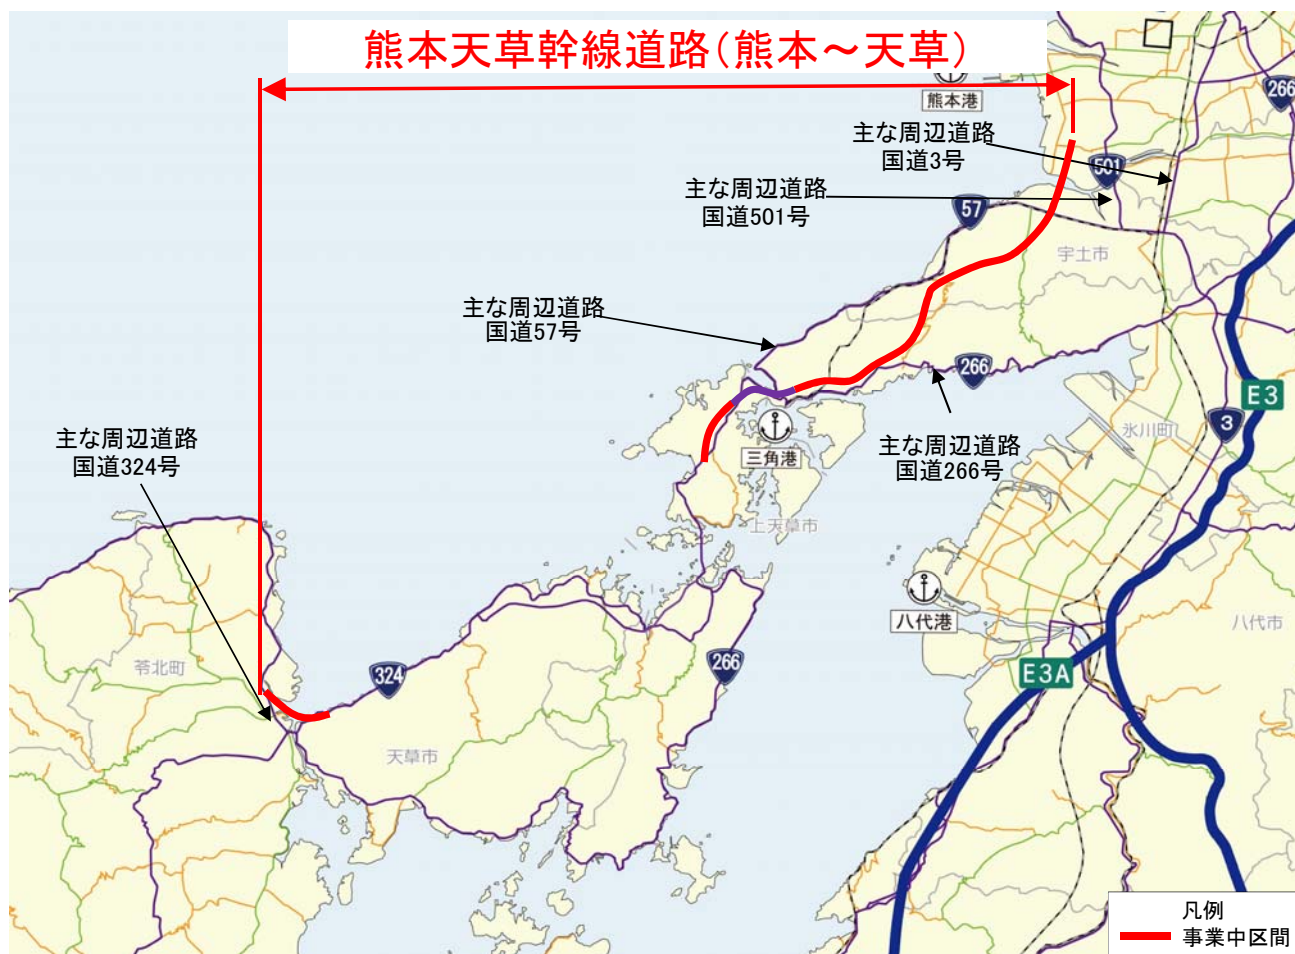 熊本天草幹線道路（熊本～天草）
熊本港
266
主な周辺道路
国道3号
501
主な周辺道路
国道501号
57
宇土市
主な周辺道路
国道57号
266
E3
3
氷川町
主な周辺道路
国道324号
三角港
主な周辺道路
国道266号
上天草市
八代港
八代市
苓北町
324
266
E3A
天草市
凡例
事業中区間